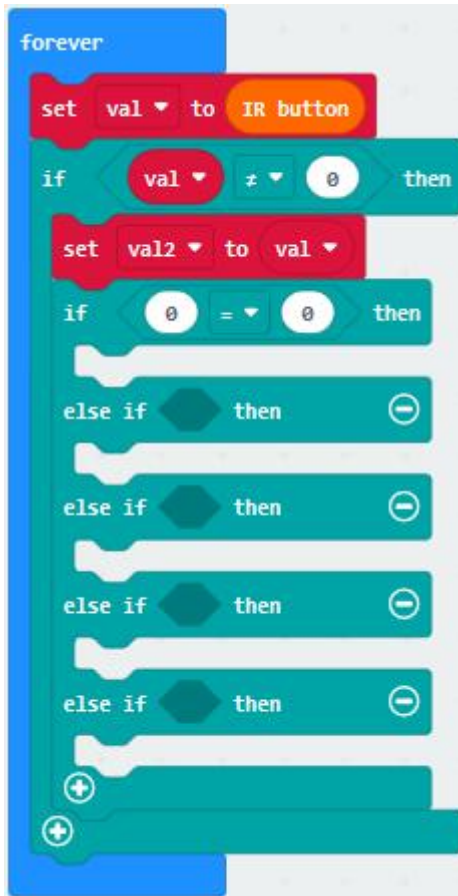 forever
set val to IR button
if val ≠ 0 then
set val2 to val
if 0 = 0 then
else if then
else if then
else if then
else if then